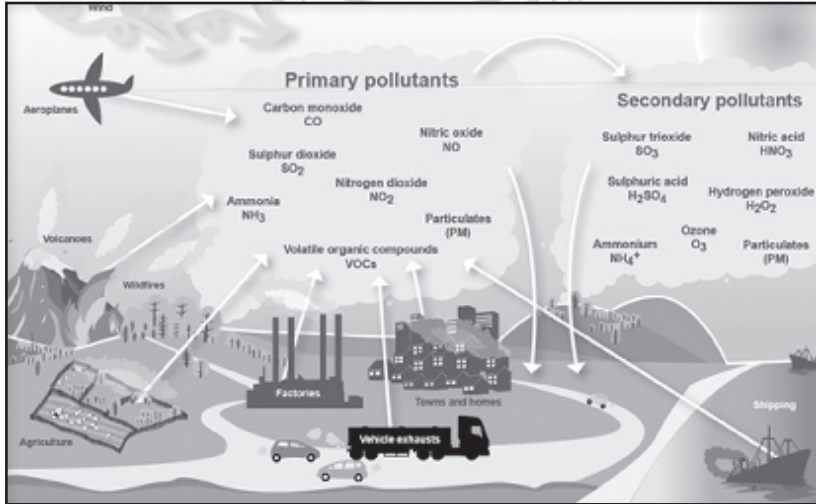 Wind
Aeroplanes
Primary pollutants
Carbon monoxide
CO
Nitric oxide
NO
Sulphur dioxide
SO2
Nitrogen dioxide
NO2
Ammonia
NH3
Particulates
(PM)
Volatile organic compounds
VOCs
Secondary pollutants
Sulphur trioxide
SO3
Nitric acid
HNO3
Sulphuric acid
H2SO4
Hydrogen peroxide
H2O2
Ammonium
NH4+
Ozone
O3
Particulates
(PM)
Volcanoes
Wildfires
Agriculture
Factories
Towns and homes
Vehicle exhausts
Shipping